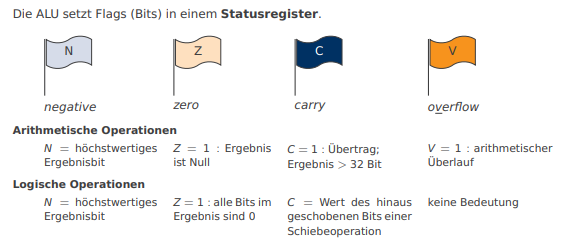 Die ALU setzt Flags (Bits) in einem Statusregister.
N Z C V
negative zero carry overflow
Arithmetische Operationen
N = höchstwertiges Z = 1 : Ergebnis C = 1 : Übertrag; V = 1 : arithmetischer
Ergebnisbit ist Null Ergebnis > 32 Bit Überlauf
Logische Operationen
N = höchstwertiges Z = 1 : alle Bits im C = Wert des hinaus keine Bedeutung
Ergebnisbit Ergebnis sind 0 geschobenen Bits einer
Schiebeoperation